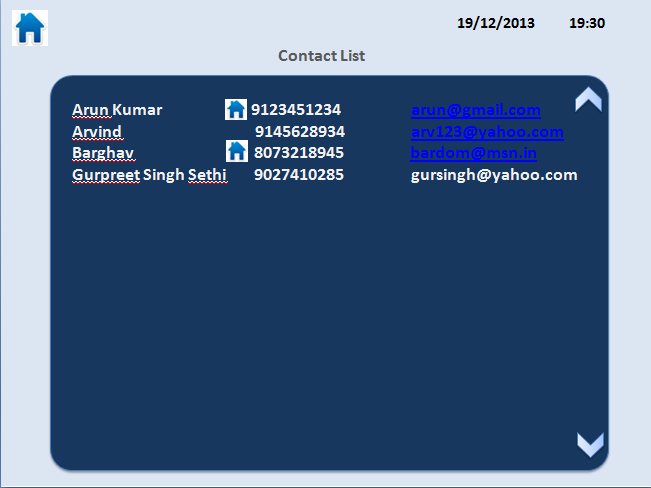 19/12/2013 19:30
Contact List
Arun Kumar 9123451234 arun@gmail.com
Arvind 9145628934 arv123@yahoo.com
Barghav 8073218945 bardom@msn.in
Gurpreet Singh Sethi 9027410285 gursingh@yahoo.com